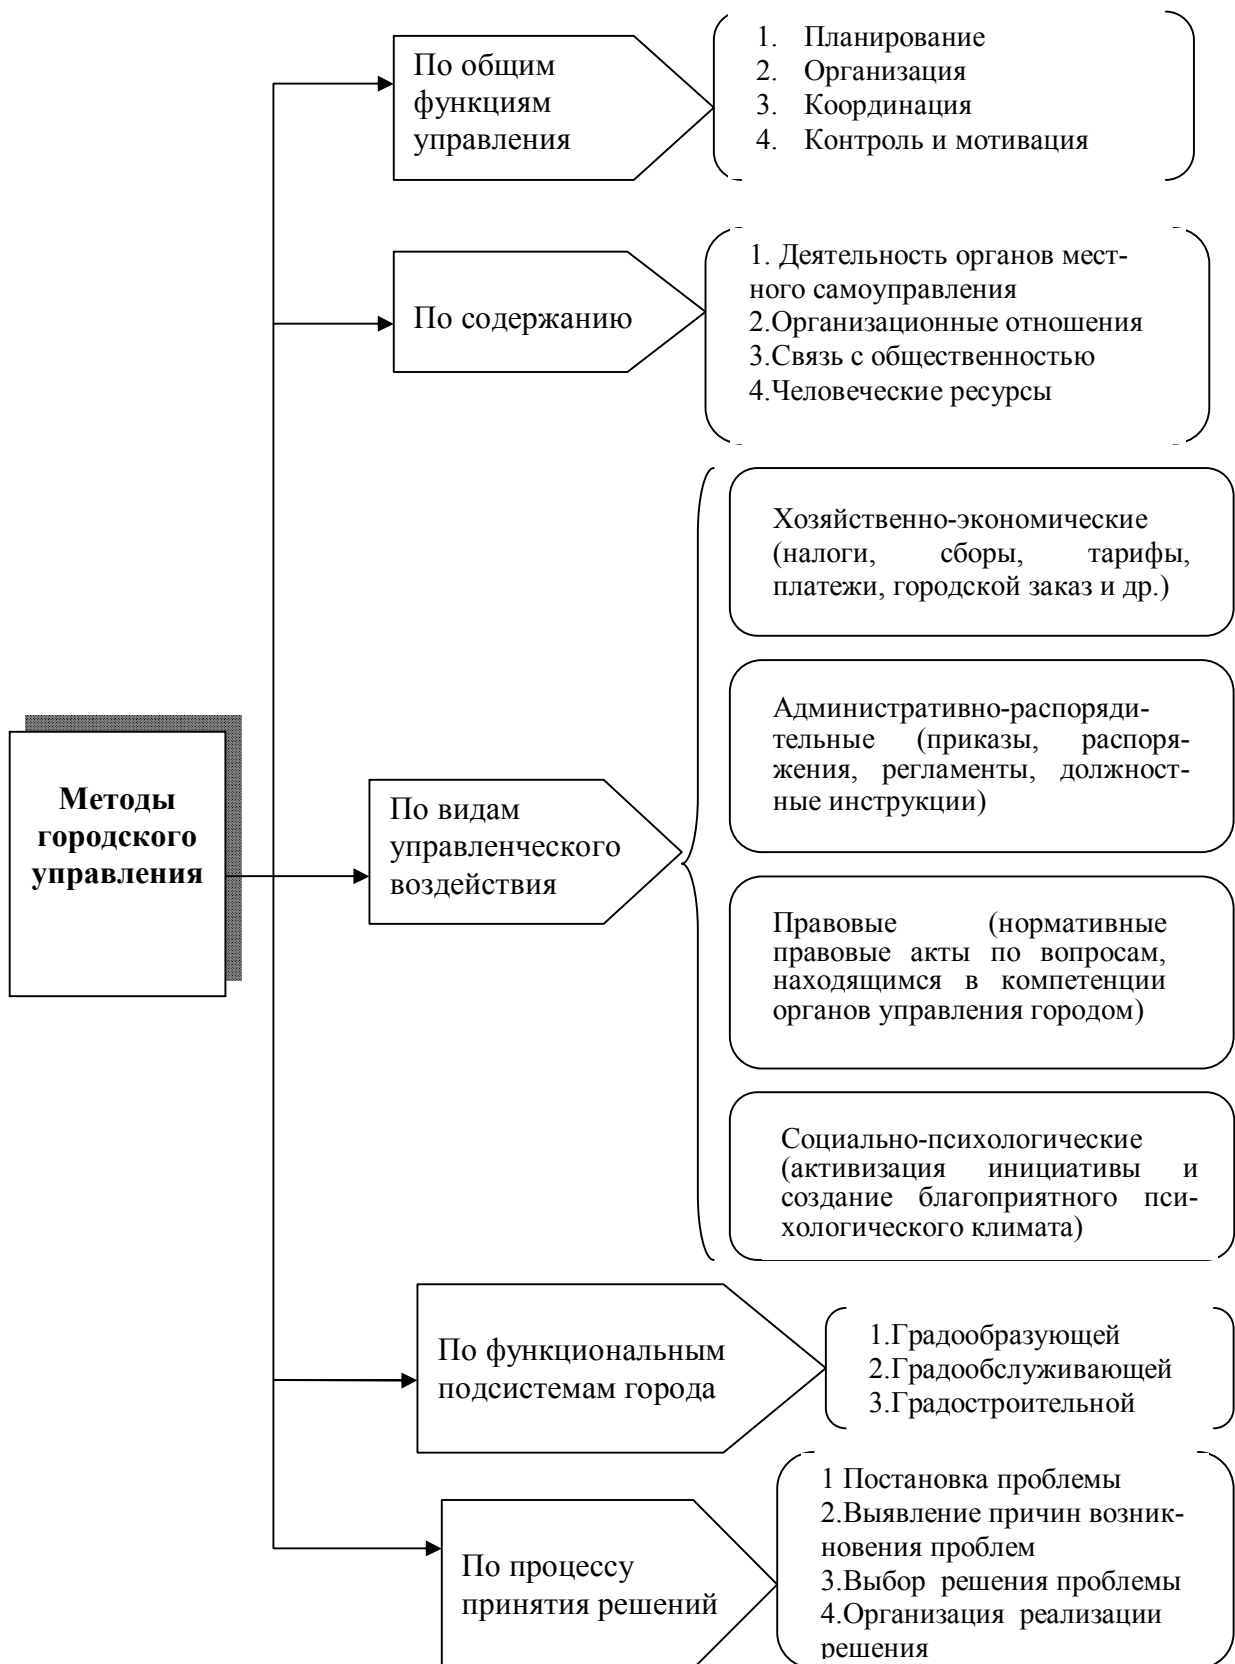 По общим
функциям
управления
1. Планирование
2. Организация
3. Координация
4. Контроль и мотивация
По содержанию
1. Деятельность органов мест-
ного самоуправления
2.Организационные отношения
3.Связь с общественностью
4.Человеческие ресурсы
Методы
городского
управления
По видам
управленческого
воздействия
Хозяйственно-экономические
(налоги, сборы, тарифы,
платежи, городской заказ и др.)
Административно-распоряди-
тельные (приказы, распоря-
жения, регламенты, должност-
ные инструкции)
Правовые (нормативные
правовые акты по вопросам,
находящимся в компетенции
органов управления городом)
Социально-психологические
(активизация инициативы и
создание благоприятного пси-
хологического климата)
По функциональным
подсистемам города
1.Градообразующей
2.Градообслуживающей
3.Градостроительной
По процессу
принятия решений
1 Постановка проблемы
2.Выявление причин возник-
новения проблем
3.Выбор решения проблемы
4.Организация реализации
решения